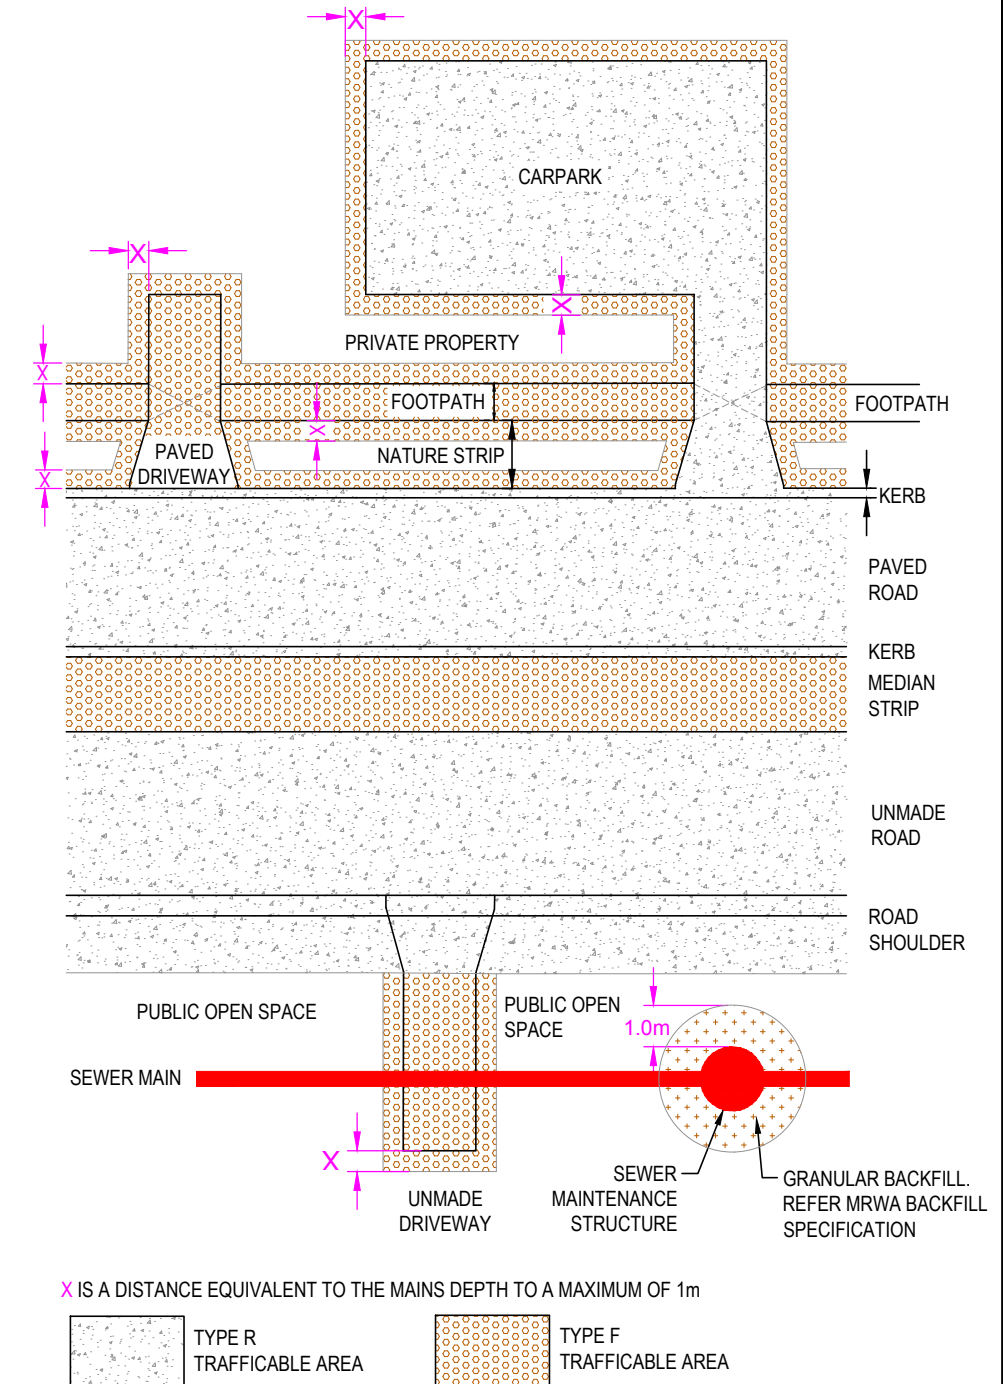 X
CARPARK
X
X
PRIVATE PROPERTY
X
FOOTPATH
FOOTPATH
X
PAVED
DRIVEWAY
NATURE STRIP
X
KERB
PAVED
ROAD
KERB
MEDIAN
STRIP
UNMADE
ROAD
ROAD
SHOULDER
PUBLIC OPEN SPACE
PUBLIC OPEN
SPACE
1.0m
SEWER MAIN
X
UNMADE
DRIVEWAY
SEWER
MAINTENANCE
STRUCTURE
GRANULAR BACKFILL.
REFER MRWA BACKFILL
SPECIFICATION
X IS A DISTANCE EQUIVALENT TO THE MAINS DEPTH TO A MAXIMUM OF 1m
TYPE R
TRAFFICABLE AREA
TYPE F
TRAFFICABLE AREA